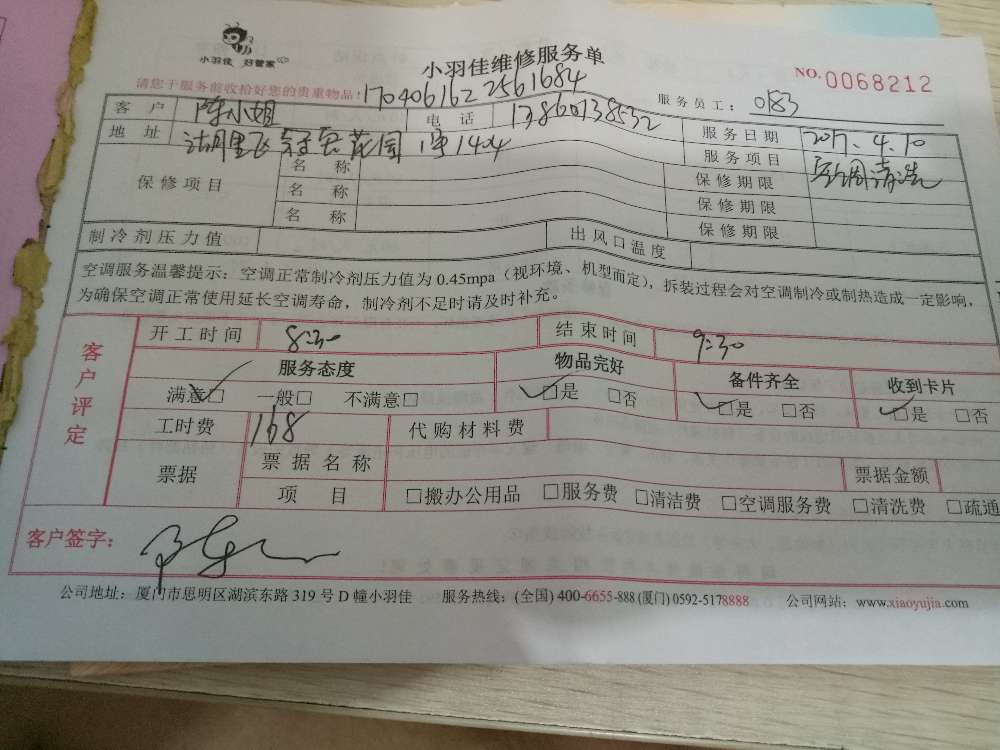 小羽佳 好管家
小羽佳维修服务单
NO.0068212
请您于服务前收拾好您的贵重物品!
1704061622561684
服务员工: 0183
客户 陈小姐 电话 13860138532 服务日期 2017.4.10
地址 湖里 花园 1404 服务项目 清洗
保修项目 名称 保修期限
名称 保修期限
名称 保修期限
制冷剂压力值 出风口温度
空调服务温馨提示:空调正常制冷剂压力值为0.45mpa(视环境、机型而定),拆装过程会对空调制冷或制热造成一定影响,
为确保空调正常使用延长空调寿命,制冷剂不足时请及时补充。
客户评定
开工时间 8:30 结束时间 9:30
服务态度 物品完好 备件齐全 收到卡片
满意□ 一般□ 不满意□ □是 □否 □是 □否 □是 □否
工时费 168 代购材料费
票据 票据名称 票据金额
项目 □搬办公用品 □服务费 □清洁费 □空调服务费 □清洗费 □疏通
客户签字:
公司地址:厦门市思明区湖滨东路319号D幢小羽佳 服务热线:(全国)400-6655-888(厦门)0592-5178888 公司网站:www.xiaoyujia.com